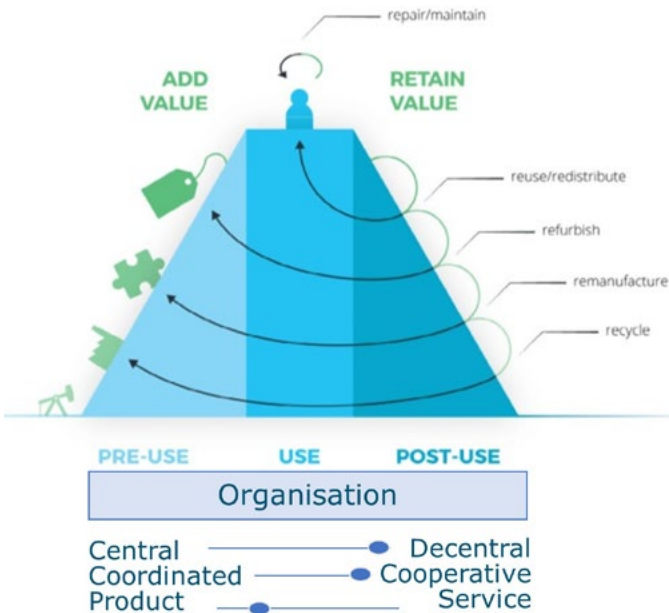 repair/maintain
ADD
VALUE
RETAIN
VALUE
reuse/redistribute
refurbish
remanufacture
recycle
PRE-USE USE POST-USE
Organisation
Central Decentral
Coordinated Cooperative
Product Service